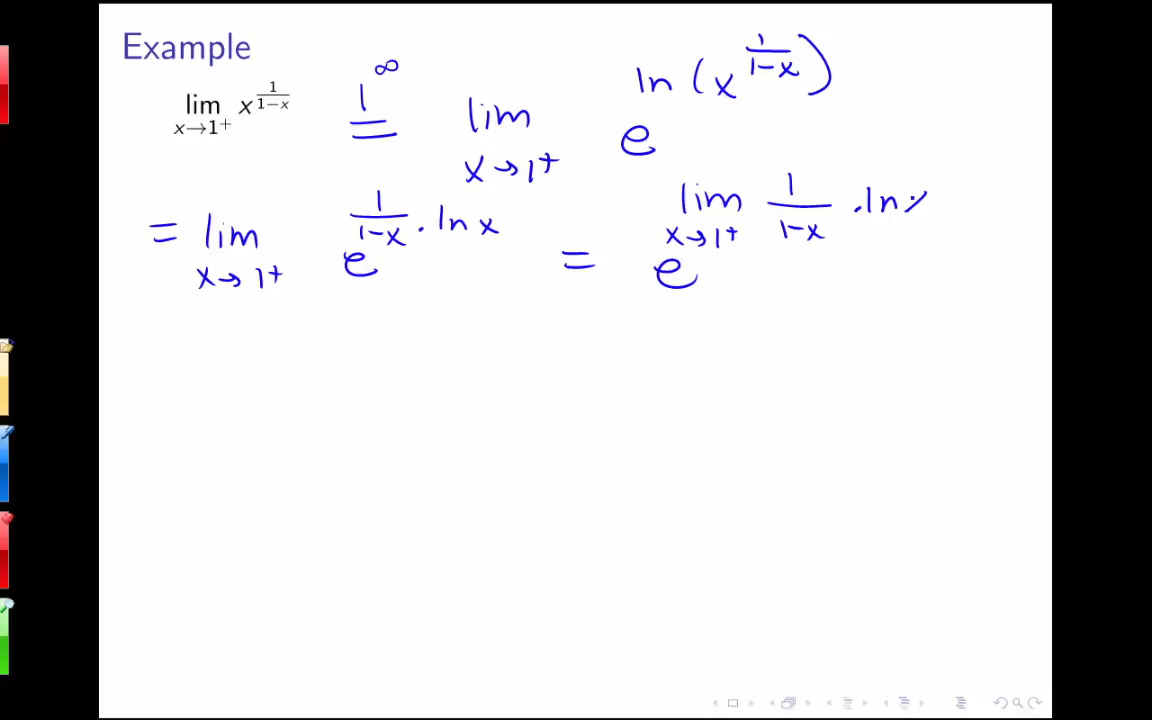 Example
lim x→1⁺ x^(1/(1−x)) 1^∞ = lim x→1⁺ e^(ln(x^(1/(1−x))))
= lim x→1⁺ e^(1/(1−x) · ln x) = e^(lim x→1⁺ 1/(1−x) · ln x)